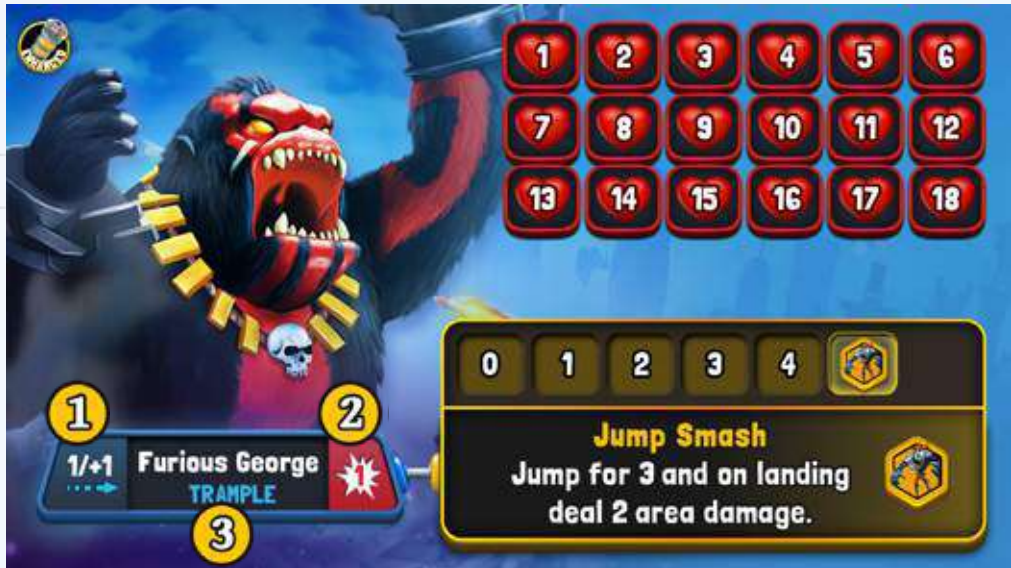 ENHANCED
1 2 3 4 5 6
7 8 9 10 11 12
13 14 15 16 17 18
0 1 2 3 4
1 2
1/+1 Furious George 1
TRAMPLE
3
Jump Smash
Jump for 3 and on landing
deal 2 area damage.